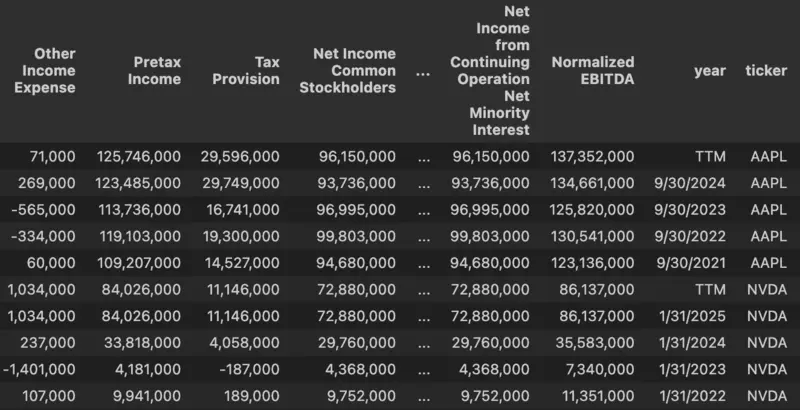 Other Income Expense Pretax Income Tax Provision Net Income Common Stockholders ... Net Income from Continuing Operation Net Minority Interest Normalized EBITDA year ticker
71,000 125,746,000 29,596,000 96,150,000 ... 96,150,000 137,352,000 TTM AAPL
269,000 123,485,000 29,749,000 93,736,000 ... 93,736,000 134,661,000 9/30/2024 AAPL
-565,000 113,736,000 16,741,000 96,995,000 ... 96,995,000 125,820,000 9/30/2023 AAPL
-334,000 119,103,000 19,300,000 99,803,000 ... 99,803,000 130,541,000 9/30/2022 AAPL
60,000 109,207,000 14,527,000 94,680,000 ... 94,680,000 123,136,000 9/30/2021 AAPL
1,034,000 84,026,000 11,146,000 72,880,000 ... 72,880,000 86,137,000 TTM NVDA
1,034,000 84,026,000 11,146,000 72,880,000 ... 72,880,000 86,137,000 1/31/2025 NVDA
237,000 33,818,000 4,058,000 29,760,000 ... 29,760,000 35,583,000 1/31/2024 NVDA
-1,401,000 4,181,000 -187,000 4,368,000 ... 4,368,000 7,340,000 1/31/2023 NVDA
107,000 9,941,000 189,000 9,752,000 ... 9,752,000 11,351,000 1/31/2022 NVDA